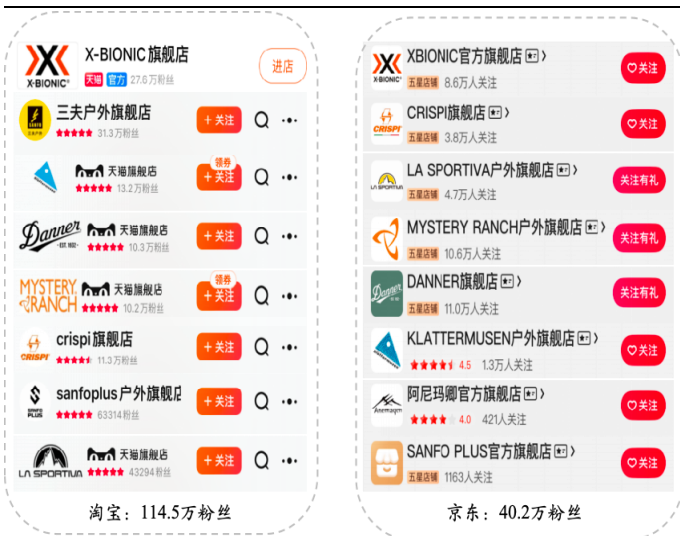 X-BIONIC 旗舰店
X-BIONIC®
天猫 官方 27.6万粉丝
进店
三夫户外旗舰店
31.3万粉丝
+关注
天猫旗舰店
13.2万粉丝
领券
+关注
Danner
EST. 1932
天猫旗舰店
10.3万粉丝
+关注
MYSTERY
RANCH
天猫旗舰店
10.2万粉丝
领券
+关注
crispi旗舰店
CRISPI
11.3万粉丝
+关注
sanfoplus户外旗舰店
SANFO
PLUS
63314粉丝
+关注
LA SPORTIVA
天猫旗舰店
43294粉丝
+关注
淘宝：114.5万粉丝
XBIONIC官方旗舰店
X-BIONIC
五星店铺 8.6万人关注
关注
CRISPI旗舰店
CRISPI
五星店铺 3.8万人关注
关注
LA SPORTIVA户外旗舰店
LA SPORTIVA
五星店铺 4.7万人关注
关注有礼
MYSTERY RANCH户外旗舰店
五星店铺 10.6万人关注
关注有礼
DANNER旗舰店
Danner
五星店铺 11.0万人关注
关注有礼
KLATTERMUSEN户外旗舰店
4.5 1.3万人关注
关注
阿尼玛卿官方旗舰店
Anemaqen
4.0 421人关注
关注
SANFO PLUS官方旗舰店
五星店铺 1163人关注
关注
京东：40.2万粉丝